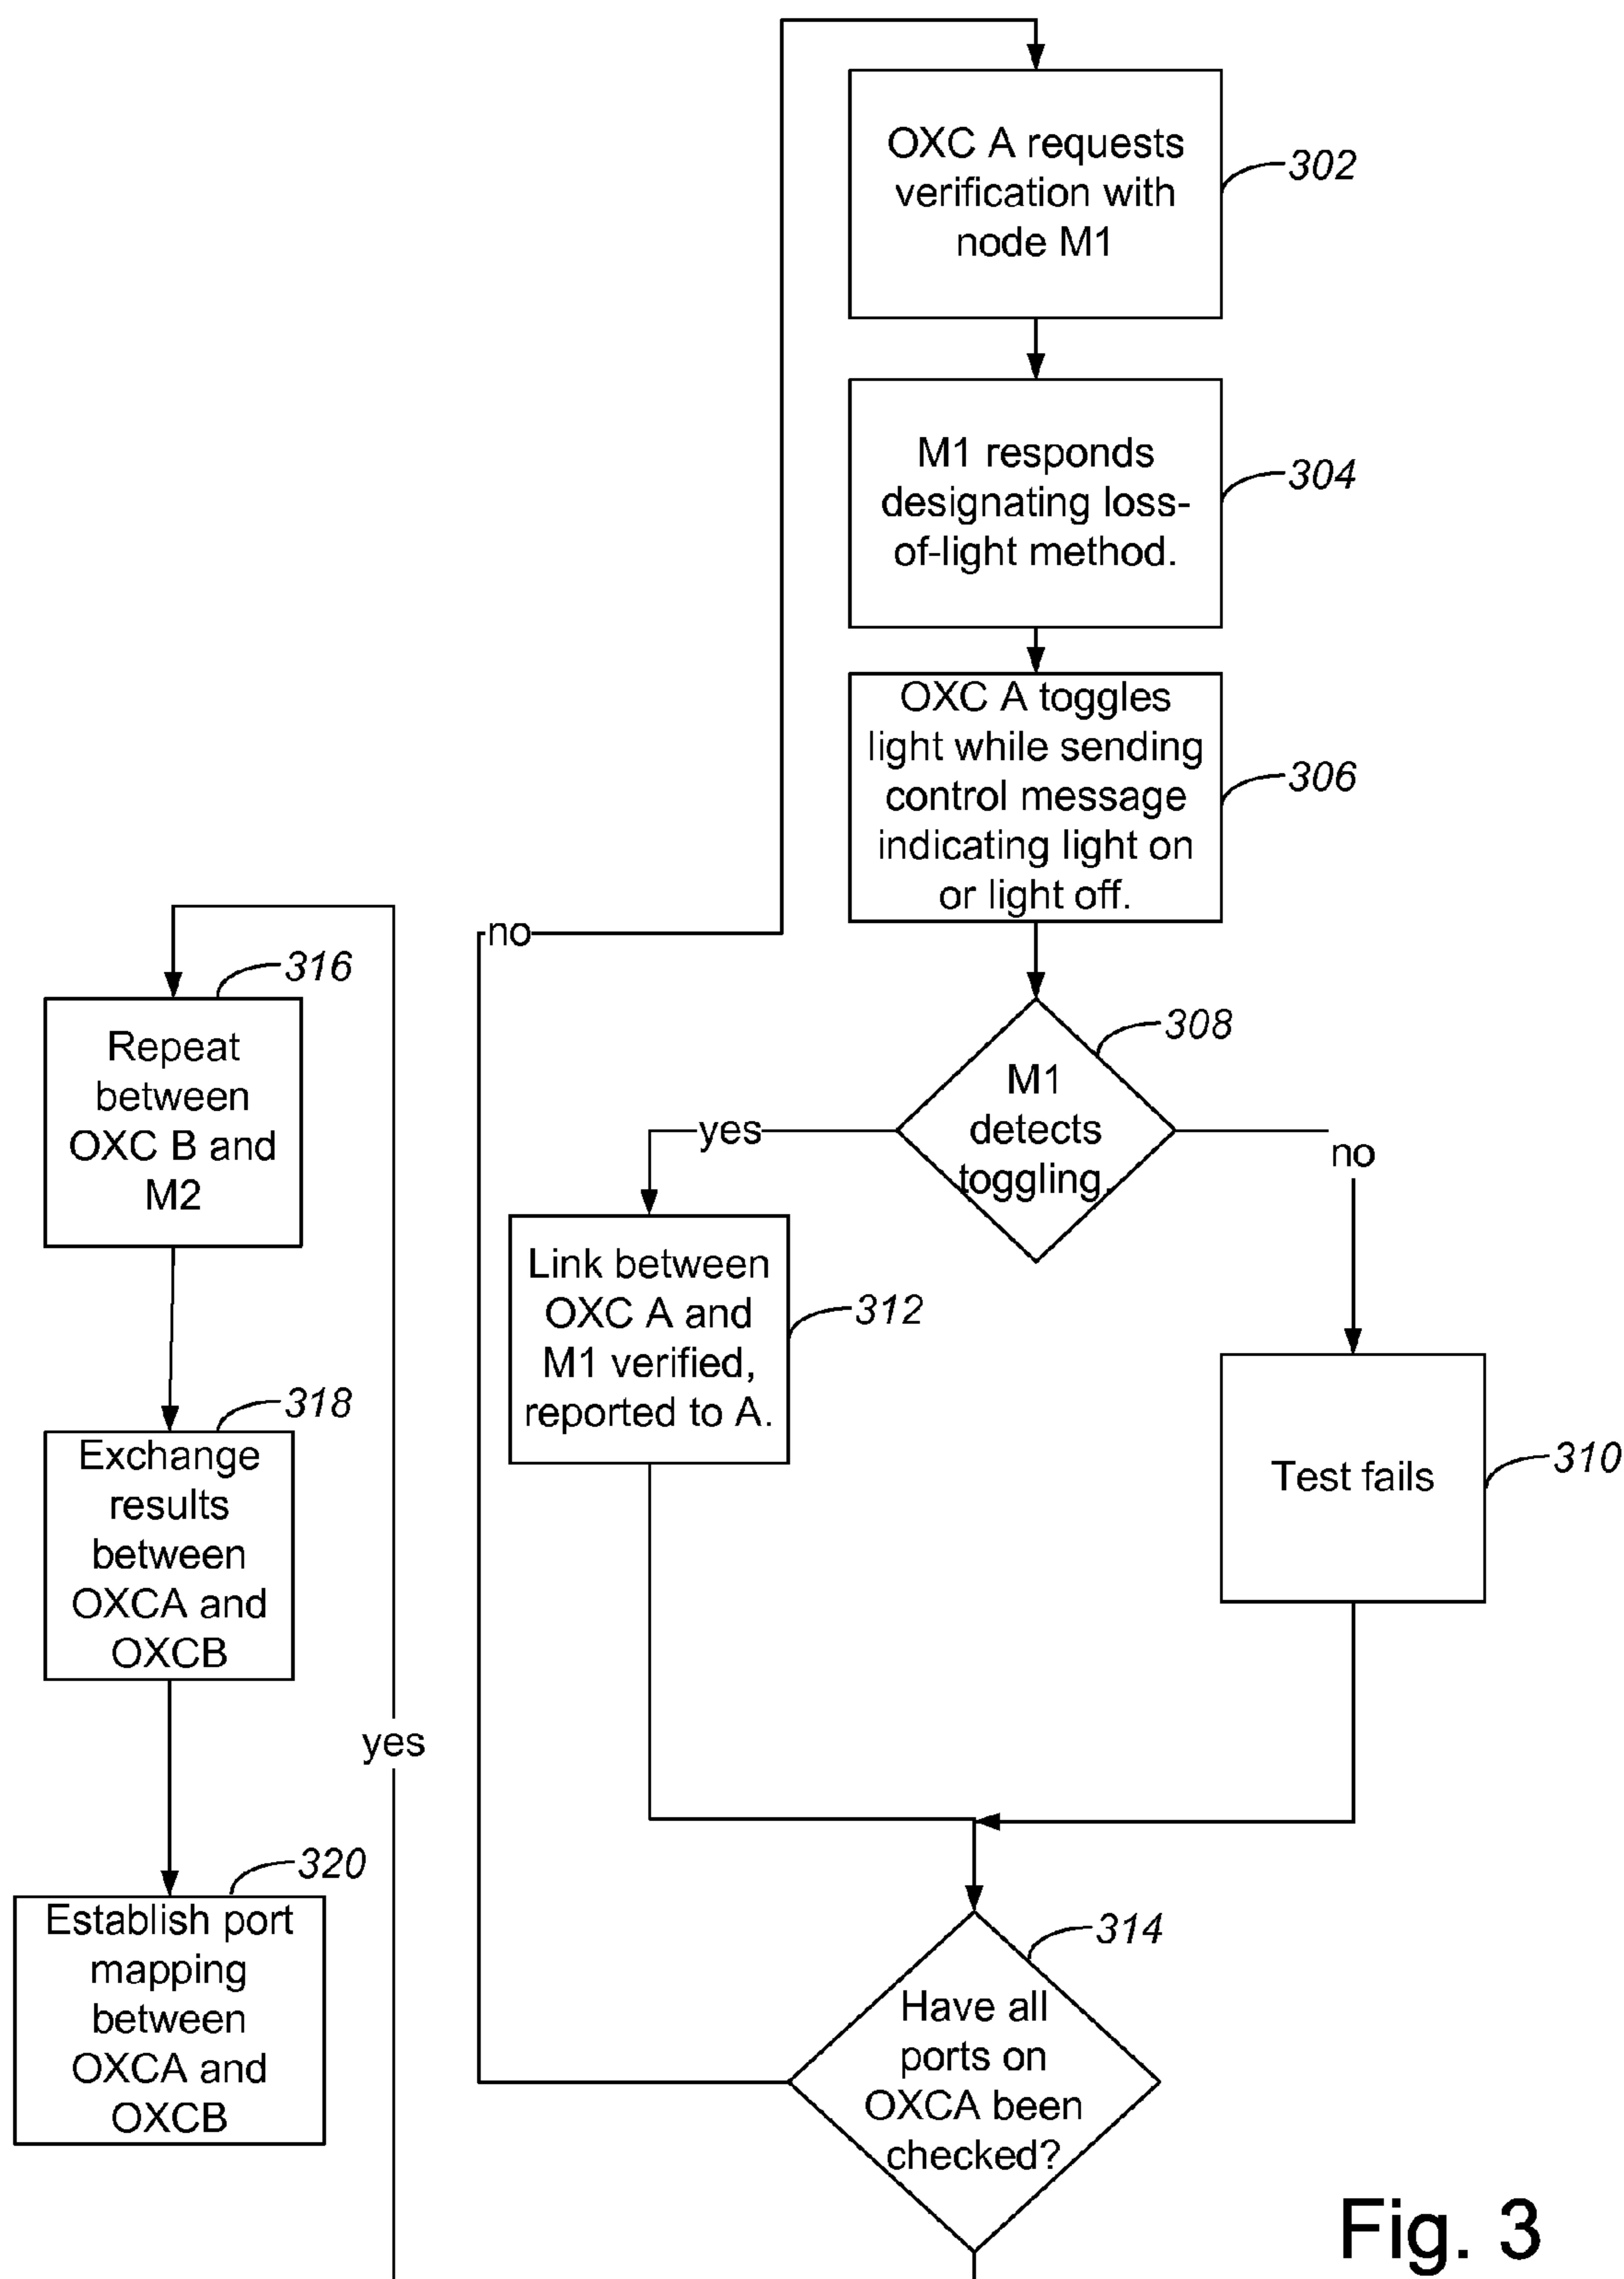 OXC A requests
verification with
node M1
302
M1 responds
designating loss-
of-light method.
304
OXC A toggles
light while sending
control message
indicating light on
or light off.
306
no
316
Repeat
between
OXC B and
M2
308
M1
detects
toggling.
yes
no
Link between
OXC A and
M1 verified,
reported to A.
312
318
Exchange
results
between
OXCA and
OXCB
Test fails
310
yes
320
Establish port
mapping
between
OXCA and
OXCB
314
Have all
ports on
OXCA been
checked?
Fig. 3